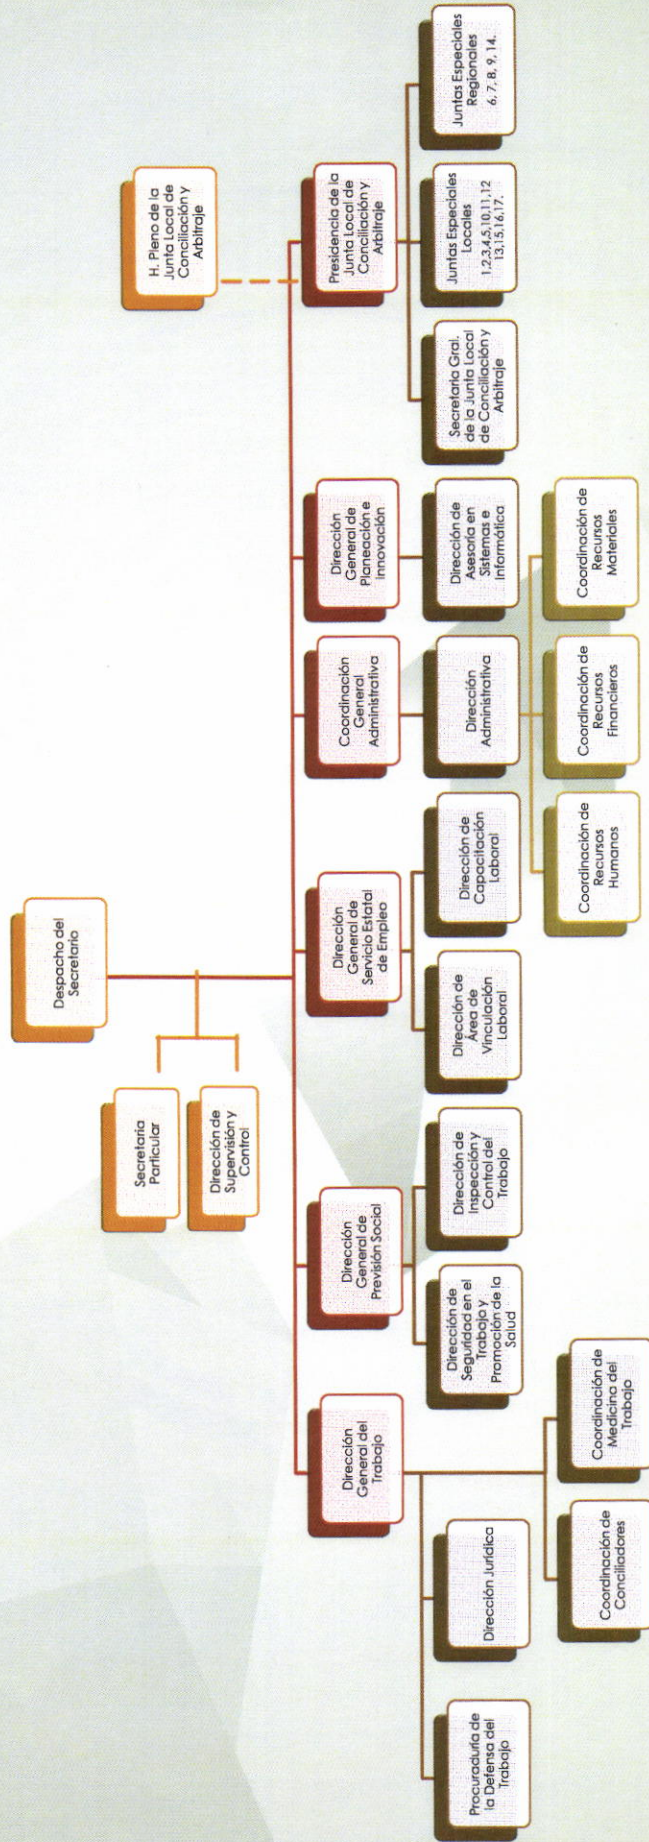 Despacho del
Secretario
Secretaria
Particular
Dirección de
Supervisión y
Control
H. Pleno de la
Junta Local de
Conciliación y
Arbitraje
Dirección
General del
Trabajo
Dirección
General de
Previsión Social
Dirección
General de
Servicio Estatal
de Empleo
Coordinación
General
Administrativa
Dirección
General de
Planeación e
Innovación
Presidencia de la
Junta Local de
Conciliación y
Arbitraje
Procuraduría de
la Defensa del
Trabajo
Dirección Jurídica
Dirección de
Seguridad en el
Trabajo y
Promoción de la
Salud
Dirección de
Inspección y
Control del
Trabajo
Dirección de
Área de
Vinculación
Laboral
Dirección de
Capacitación
Laboral
Dirección
Administrativa
Dirección de
Asesoría en
Sistemas e
Informática
Secretaria Gral.
de la Junta Local
de Conciliación y
Arbitraje
Juntas Especiales
Locales
1,2,3,4,5,10,11,12
13,15,16,17.
Juntas Especiales
Regionales
6, 7, 8, 9, 14.
Coordinación de
Conciliadores
Coordinación de
Medicina del
Trabajo
Coordinación de
Recursos
Humanos
Coordinación de
Recursos
Financieros
Coordinación de
Recursos
Materiales